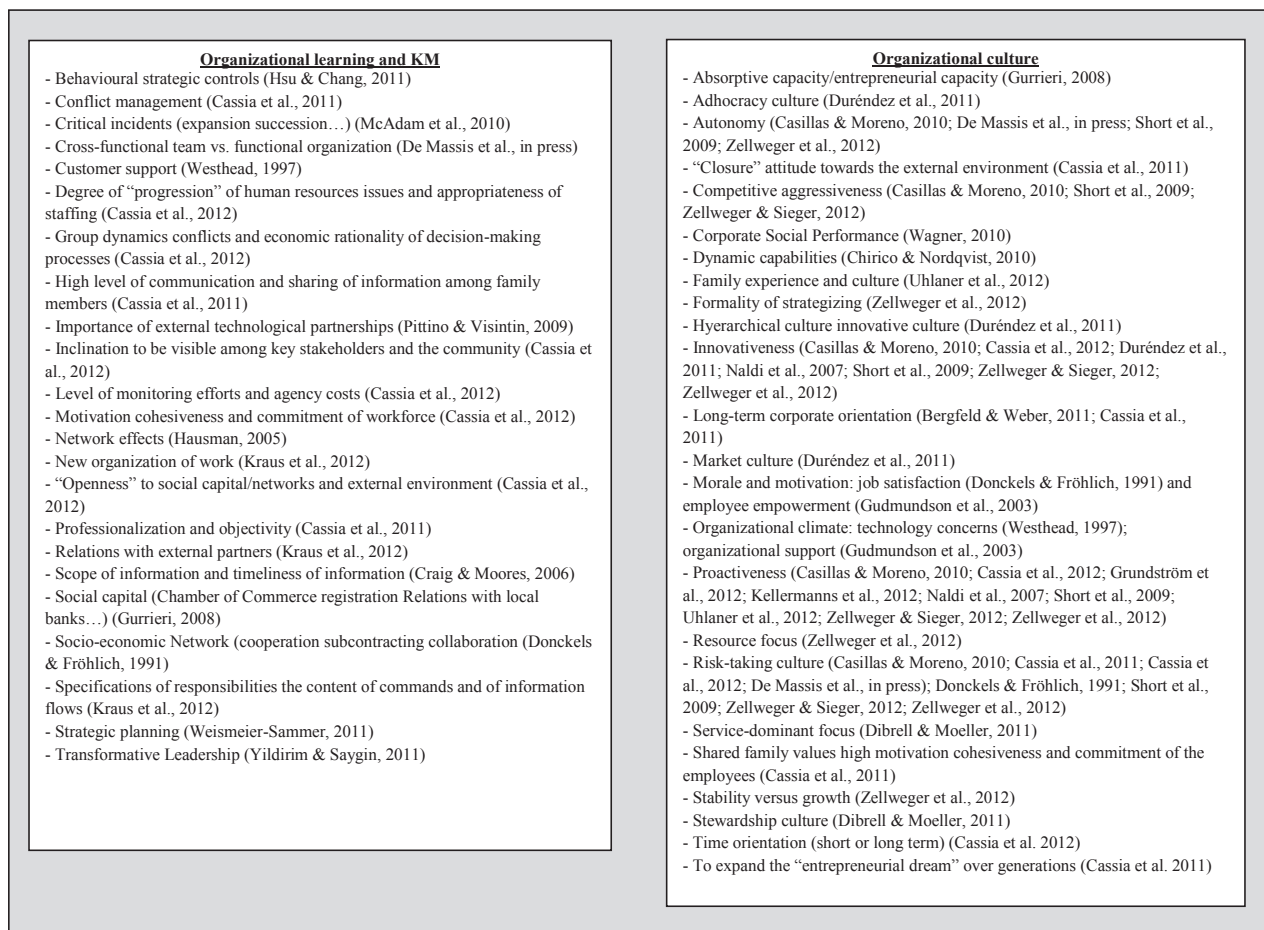 Organizational learning and KM
- Behavioural strategic controls (Hsu & Chang, 2011)
- Conflict management (Cassia et al., 2011)
- Critical incidents (expansion succession…) (McAdam et al., 2010)
- Cross-functional team vs. functional organization (De Massis et al., in press)
- Customer support (Westhead, 1997)
- Degree of “progression” of human resources issues and appropriateness of
staffing (Cassia et al., 2012)
- Group dynamics conflicts and economic rationality of decision-making
processes (Cassia et al., 2012)
- High level of communication and sharing of information among family
members (Cassia et al., 2011)
- Importance of external technological partnerships (Pittino & Visintin, 2009)
- Inclination to be visible among key stakeholders and the community (Cassia et
al., 2012)
- Level of monitoring efforts and agency costs (Cassia et al., 2012)
- Motivation cohesiveness and commitment of workforce (Cassia et al., 2012)
- Network effects (Hausman, 2005)
- New organization of work (Kraus et al., 2012)
- “Openness” to social capital/networks and external environment (Cassia et al.,
2012)
- Professionalization and objectivity (Cassia et al., 2011)
- Relations with external partners (Kraus et al., 2012)
- Scope of information and timeliness of information (Craig & Moores, 2006)
- Social capital (Chamber of Commerce registration Relations with local
banks…) (Gurrieri, 2008)
- Socio-economic Network (cooperation subcontracting collaboration (Donckels
& Fröhlich, 1991)
- Specifications of responsibilities the content of commands and of information
flows (Kraus et al., 2012)
- Strategic planning (Weismeier-Sammer, 2011)
- Transformative Leadership (Yildirim & Saygin, 2011)
Organizational culture
- Absorptive capacity/entrepreneurial capacity (Gurrieri, 2008)
- Adhocracy culture (Duréndez et al., 2011)
- Autonomy (Casillas & Moreno, 2010; De Massis et al., in press; Short et al.,
2009; Zellweger et al., 2012)
- “Closure” attitude towards the external environment (Cassia et al., 2011)
- Competitive aggressiveness (Casillas & Moreno, 2010; Short et al., 2009;
Zellweger & Sieger, 2012)
- Corporate Social Performance (Wagner, 2010)
- Dynamic capabilities (Chirico & Nordqvist, 2010)
- Family experience and culture (Uhlaner et al., 2012)
- Formality of strategizing (Zellweger et al., 2012)
- Hyerarchical culture innovative culture (Duréndez et al., 2011)
- Innovativeness (Casillas & Moreno, 2010; Cassia et al., 2012; Duréndez et al.,
2011; Naldi et al., 2007; Short et al., 2009; Zellweger & Sieger, 2012;
Zellweger et al., 2012)
- Long-term corporate orientation (Bergfeld & Weber, 2011; Cassia et al.,
2011)
- Market culture (Duréndez et al., 2011)
- Morale and motivation: job satisfaction (Donckels & Fröhlich, 1991) and
employee empowerment (Gudmundson et al., 2003)
- Organizational climate: technology concerns (Westhead, 1997);
organizational support (Gudmundson et al., 2003)
- Proactiveness (Casillas & Moreno, 2010; Cassia et al., 2012; Grundström et
al., 2012; Kellermanns et al., 2012; Naldi et al., 2007; Short et al., 2009;
Uhlaner et al., 2012; Zellweger & Sieger, 2012; Zellweger et al., 2012)
- Resource focus (Zellweger et al., 2012)
- Risk-taking culture (Casillas & Moreno, 2010; Cassia et al., 2011; Cassia et
al., 2012; De Massis et al., in press); Donckels & Fröhlich, 1991; Short et al.,
2009; Zellweger & Sieger, 2012; Zellweger et al., 2012)
- Service-dominant focus (Dibrell & Moeller, 2011)
- Shared family values high motivation cohesiveness and commitment of the
employees (Cassia et al., 2011)
- Stability versus growth (Zellweger et al., 2012)
- Stewardship culture (Dibrell & Moeller, 2011)
- Time orientation (short or long term) (Cassia et al. 2012)
- To expand the “entrepreneurial dream” over generations (Cassia et al. 2011)